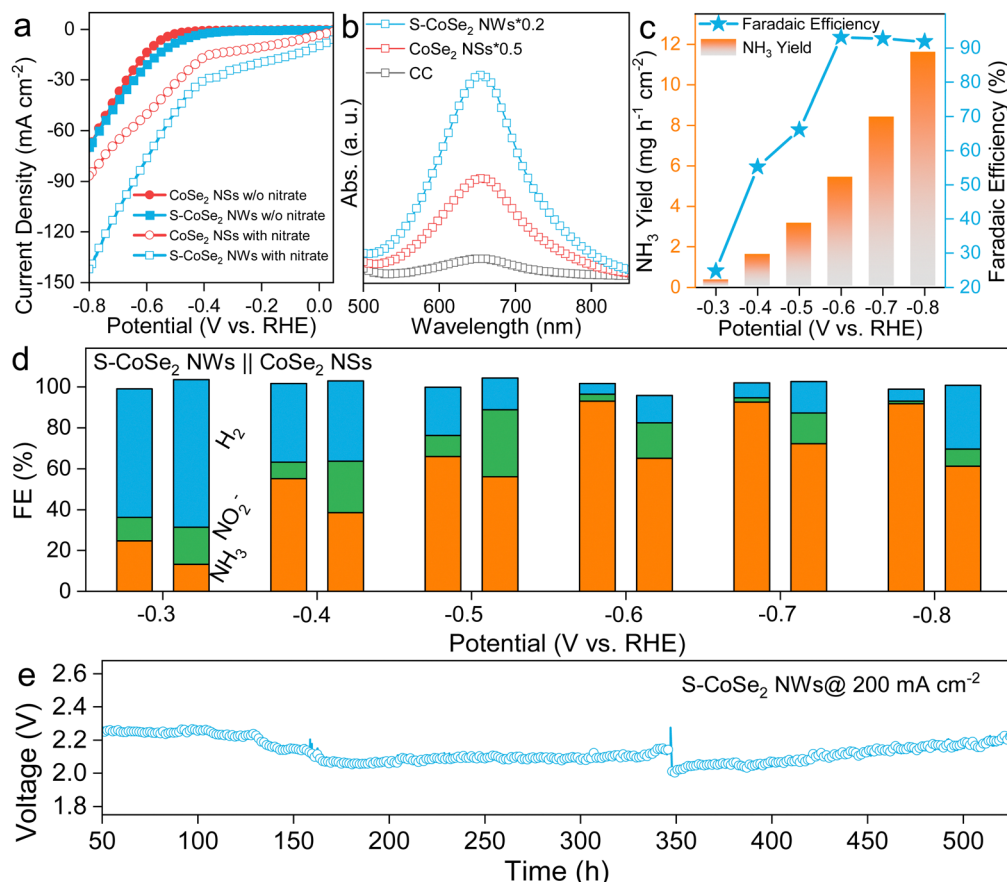 a
0
-30
-60
-90
-120
-150
Current Density (mA cm⁻²)
CoSe₂ NSs w/o nitrate
S-CoSe₂ NWs w/o nitrate
CoSe₂ NSs with nitrate
S-CoSe₂ NWs with nitrate
-0.8 -0.6 -0.4 -0.2 0.0
Potential (V vs. RHE)
b
S-CoSe₂ NWs*0.2
CoSe₂ NSs*0.5
CC
Abs. (a. u.)
500 600 700 800
Wavelength (nm)
c
Faradaic Efficiency
NH₃ Yield
12
10
8
6
4
2
0
NH₃ Yield (mg h⁻¹ cm⁻²)
90
80
70
60
50
40
30
20
Faradaic Efficiency (%)
-0.3 -0.4 -0.5 -0.6 -0.7 -0.8
Potential (V vs. RHE)
d
S-CoSe₂ NWs || CoSe₂ NSs
100
80
60
40
20
0
FE (%)
H₂
NO₂⁻
NH₃
-0.3 -0.4 -0.5 -0.6 -0.7 -0.8
Potential (V vs. RHE)
e
S-CoSe₂ NWs@ 200 mA cm⁻²
2.6
2.4
2.2
2.0
1.8
Voltage (V)
50 100 150 200 250 300 350 400 450 500
Time (h)